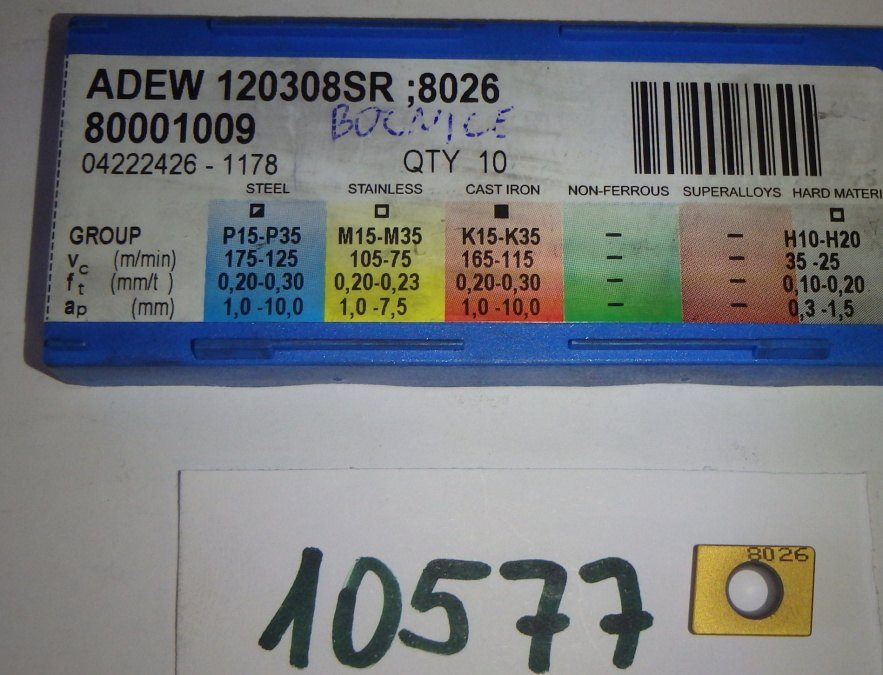 ADEW 120308SR ;8026
80001009 BOCNICE
04222426 - 1178 QTY 10
STEEL STAINLESS CAST IRON NON-FERROUS SUPERALLOYS HARD MATERI
GROUP P15-P35 M15-M35 K15-K35 – – H10-H20
vc (m/min) 175-125 105-75 165-115 – – 35 -25
ft (mm/t ) 0,20-0,30 0,20-0,23 0,20-0,30 – – 0,10-0,20
ap (mm) 1,0 -10,0 1,0 -7,5 1,0 -10,0 – – 0,3 -1,5
8026
10577